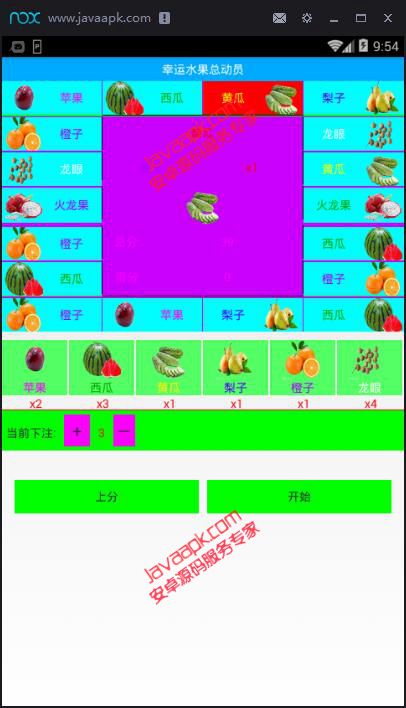 nox www.javaapk.com
P 9:54
幸运水果总动员
苹果 西瓜 黄瓜 梨子
橙子 龙眼
龙眼 黄瓜
火龙果 火龙果
橙子 西瓜
西瓜 橙子
橙子 苹果 梨子 西瓜
x1
总分: 30
javaapk.com
安卓源码服务专家
苹果 西瓜 黄瓜 梨子 橙子 龙眼
x2 x3 x1 x1 x1 x4
当前下注: + 3 —
上分 开始
javaapk.com
安卓源码服务专家